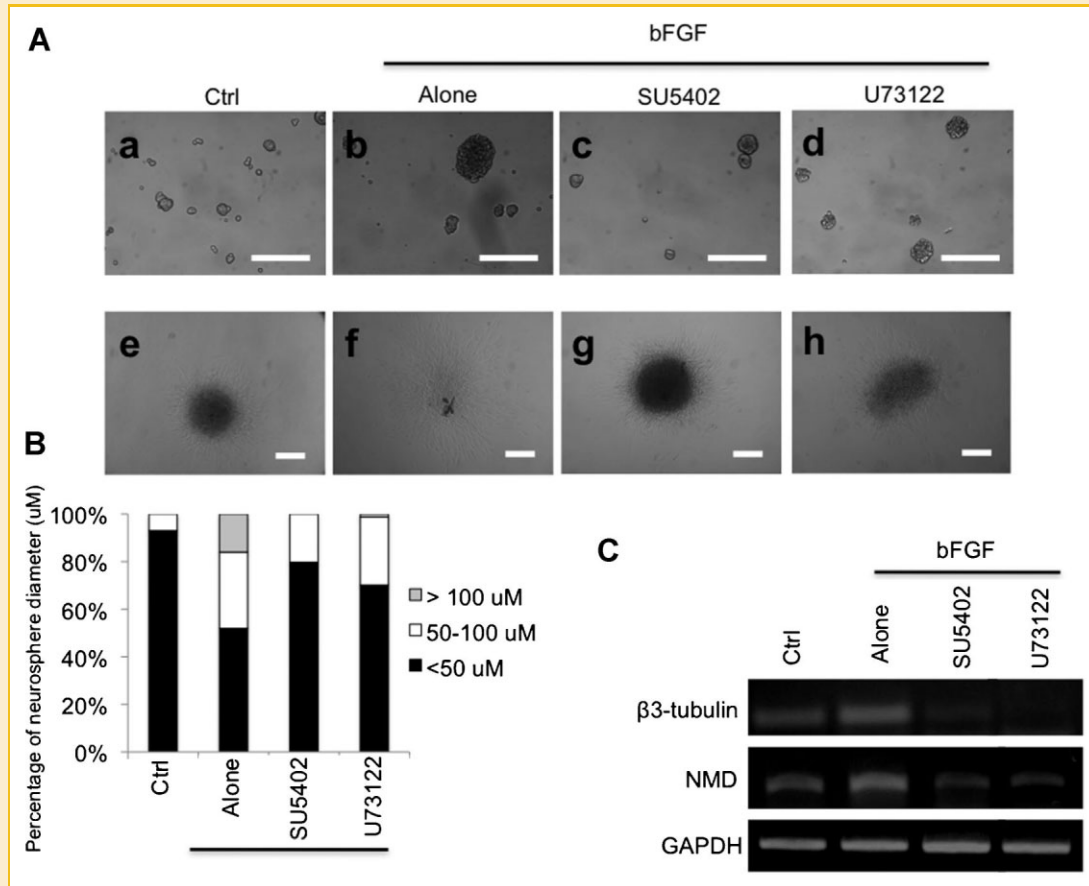 A
bFGF
Ctrl Alone SU5402 U73122
a b c d
e f g h
B
Percentage of neurosphere diameter (uM)
100%
80%
60%
40%
20%
0%
> 100 uM
50-100 uM
<50 uM
Ctrl
Alone
SU5402
U73122
C
bFGF
Ctrl
Alone
SU5402
U73122
β3-tubulin
NMD
GAPDH